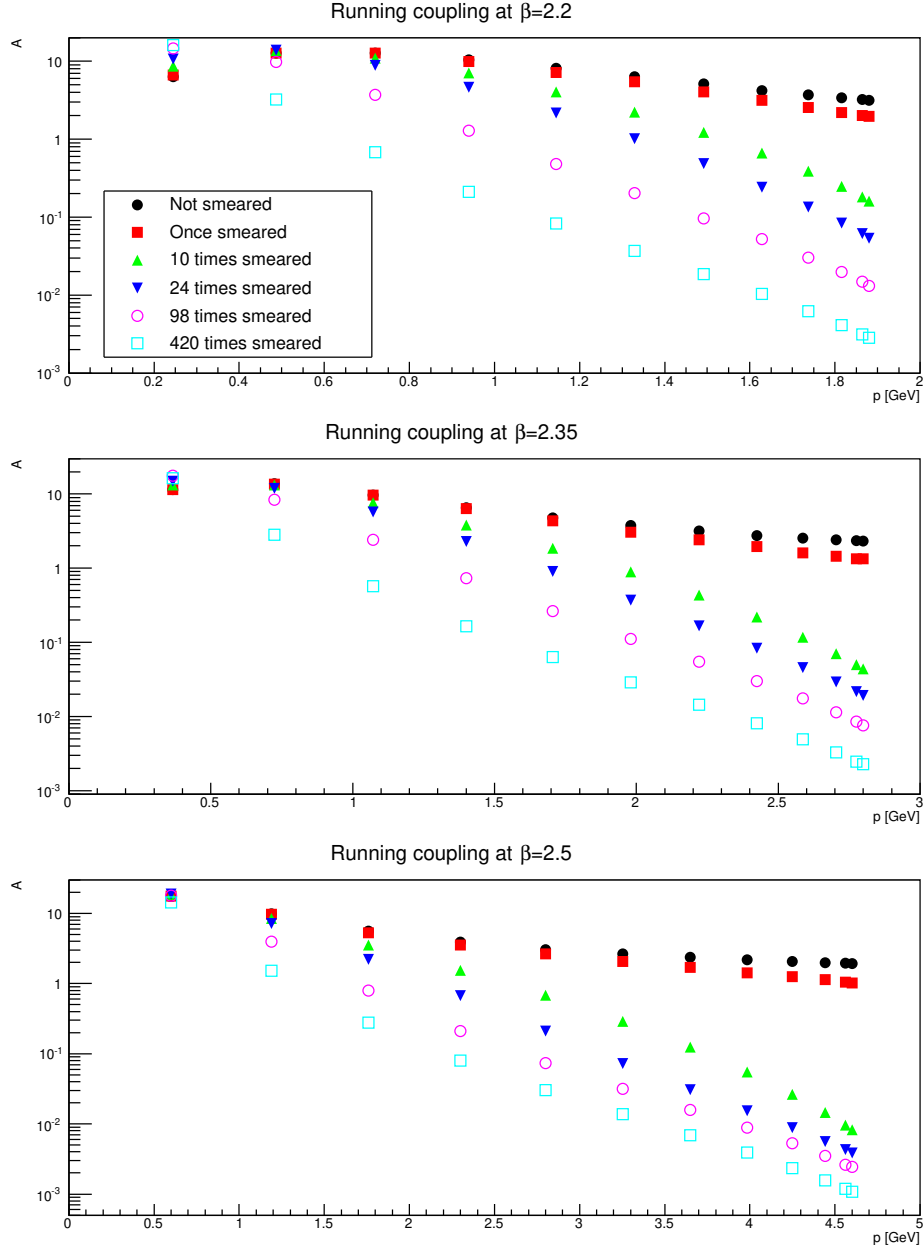 Running coupling at β=2.2
A
10
1
10⁻¹
10⁻²
10⁻³
Not smeared
Once smeared
10 times smeared
24 times smeared
98 times smeared
420 times smeared
0 0.2 0.4 0.6 0.8 1 1.2 1.4 1.6 1.8 2
p [GeV]
Running coupling at β=2.35
A
10
1
10⁻¹
10⁻²
10⁻³
0 0.5 1 1.5 2 2.5 3
p [GeV]
Running coupling at β=2.5
A
10
1
10⁻¹
10⁻²
10⁻³
0 0.5 1 1.5 2 2.5 3 3.5 4 4.5 5
p [GeV]